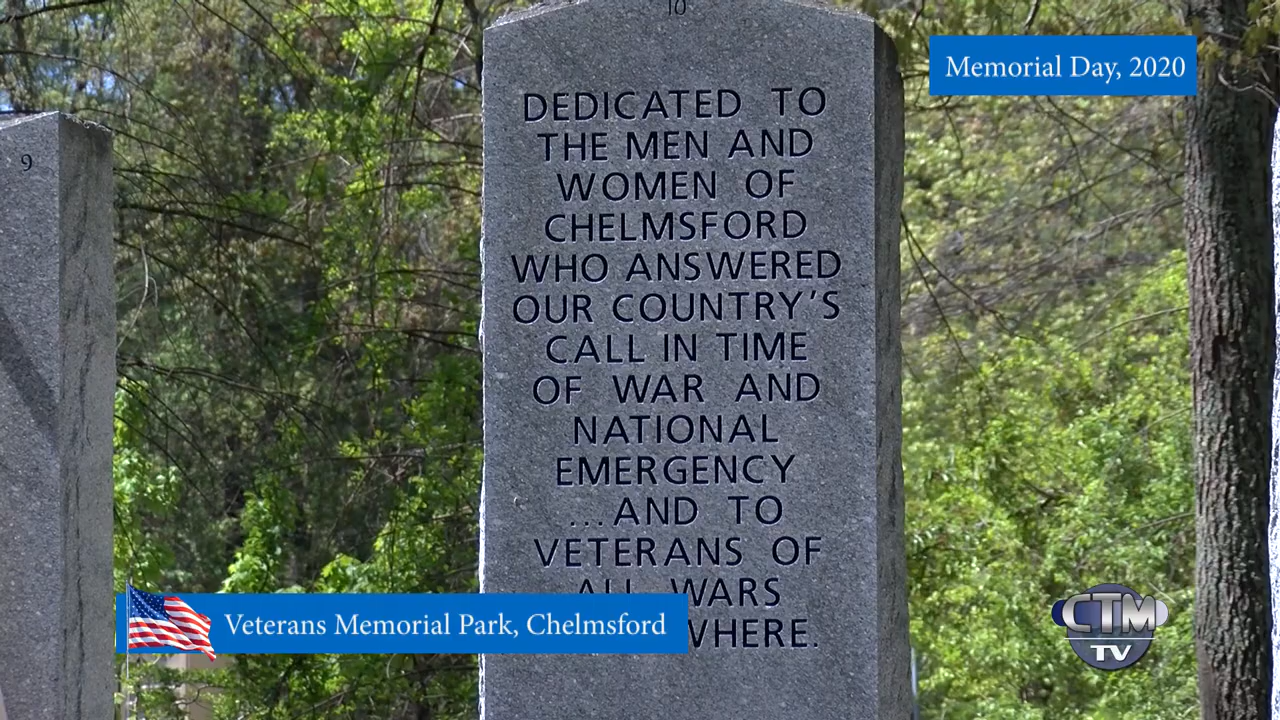 10
Memorial Day, 2020
9
DEDICATED TO
THE MEN AND
WOMEN OF
CHELMSFORD
WHO ANSWERED
OUR COUNTRY'S
CALL IN TIME
OF WAR AND
NATIONAL
EMERGENCY
...AND TO
VETERANS OF
ALL WARS
WHERE.
Veterans Memorial Park, Chelmsford
CTM
TV